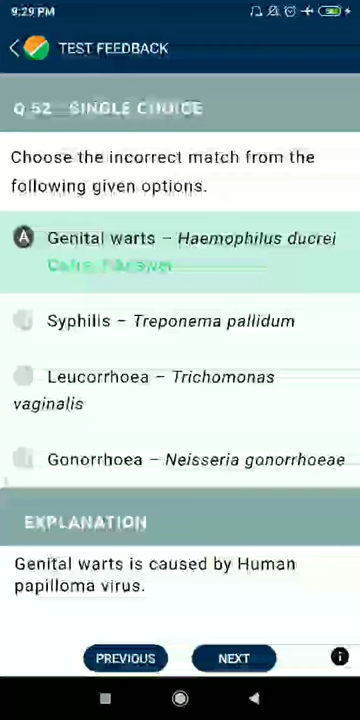 9:29 PM
TEST FEEDBACK
Q 52 SINGLE CHOICE
Choose the incorrect match from the
following given options.
A Genital warts – Haemophilus ducrei
Correct Answer
Syphilis – Treponema pallidum
Leucorrhoea – Trichomonas
vaginalis
Gonorrhoea – Neisseria gonorrhoeae
EXPLANATION
Genital warts is caused by Human
papilloma virus.
PREVIOUS
NEXT